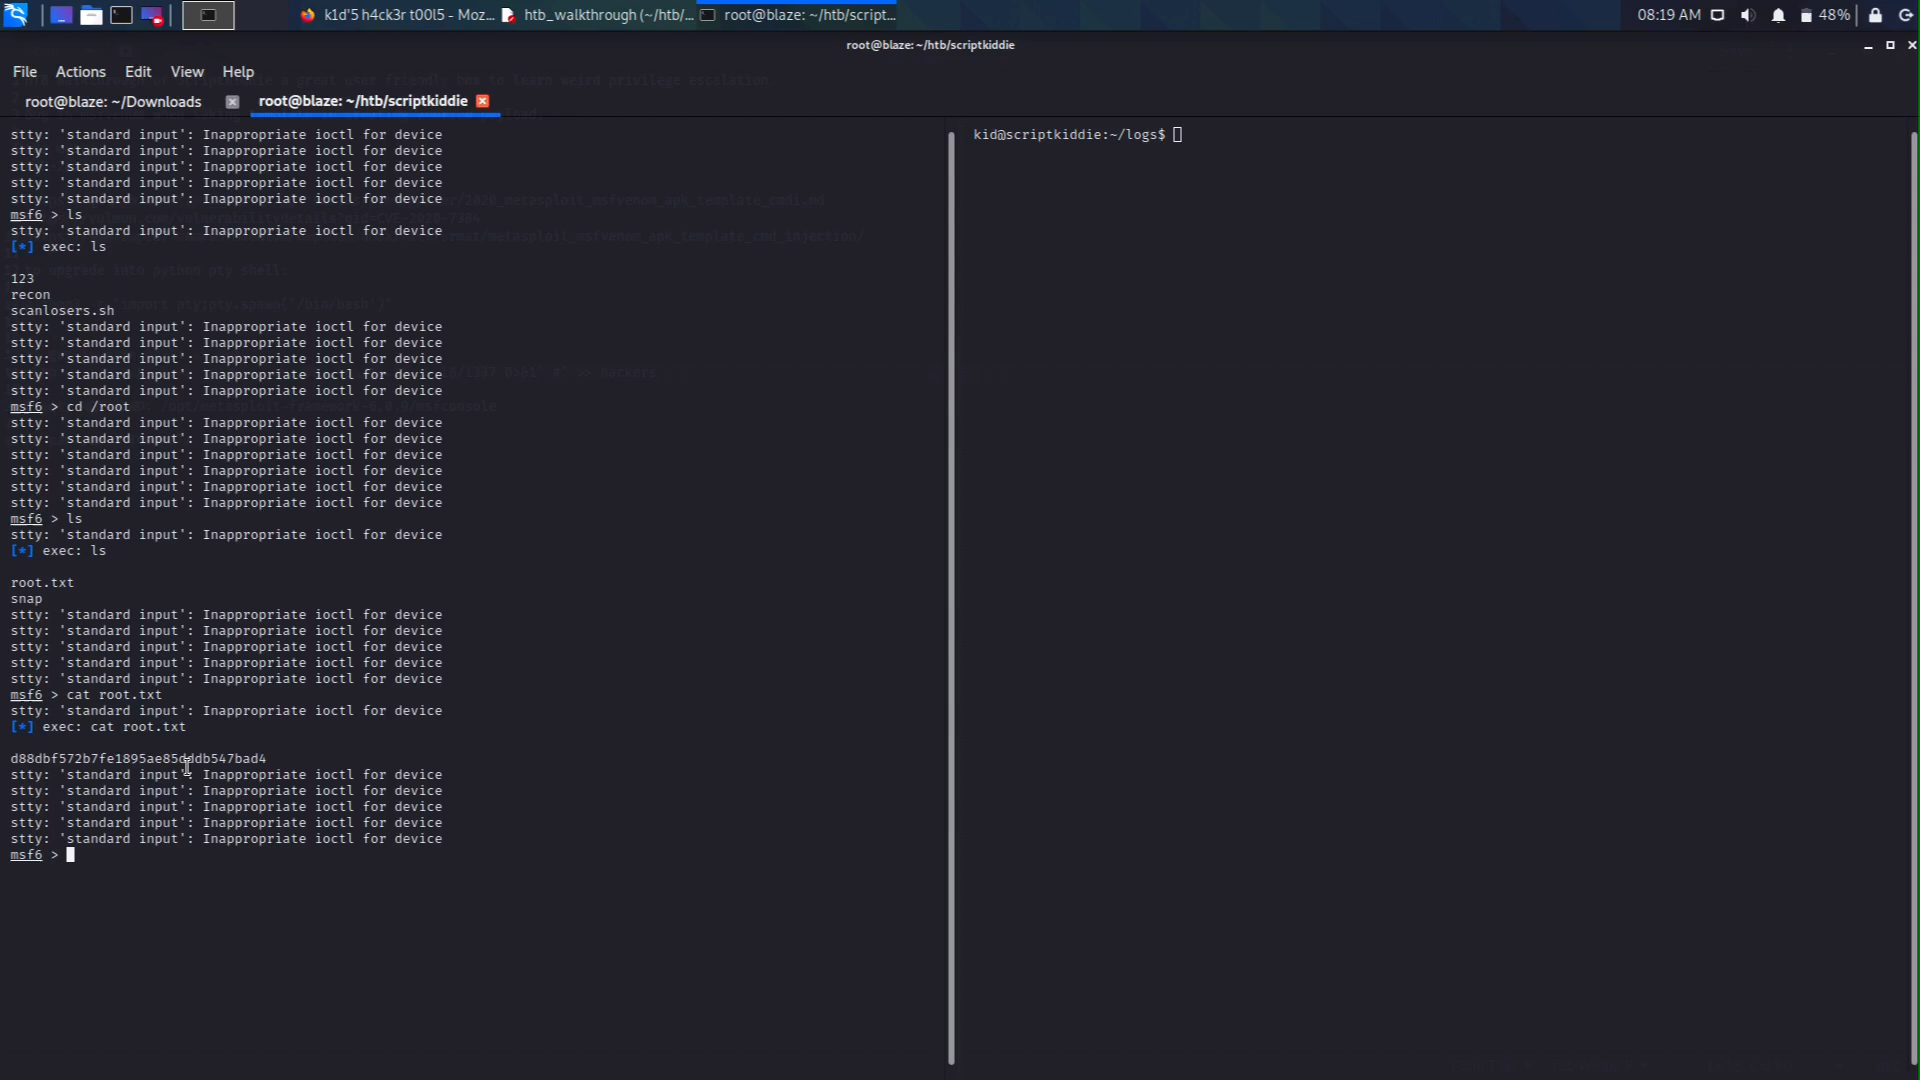 k1d'5 h4ck3r t00l5 - Moz...
htb_walkthrough (~/htb/...
root@blaze: ~/htb/script...
08:19 AM
48%
root@blaze: ~/htb/scriptkiddie
File Actions Edit View Help
root@blaze: ~/Downloads
root@blaze: ~/htb/scriptkiddie
stty: 'standard input': Inappropriate ioctl for device
stty: 'standard input': Inappropriate ioctl for device
stty: 'standard input': Inappropriate ioctl for device
stty: 'standard input': Inappropriate ioctl for device
stty: 'standard input': Inappropriate ioctl for device
msf6 > ls
stty: 'standard input': Inappropriate ioctl for device
[*] exec: ls
123
recon
scanlosers.sh
stty: 'standard input': Inappropriate ioctl for device
stty: 'standard input': Inappropriate ioctl for device
stty: 'standard input': Inappropriate ioctl for device
stty: 'standard input': Inappropriate ioctl for device
stty: 'standard input': Inappropriate ioctl for device
msf6 > cd /root
stty: 'standard input': Inappropriate ioctl for device
stty: 'standard input': Inappropriate ioctl for device
stty: 'standard input': Inappropriate ioctl for device
stty: 'standard input': Inappropriate ioctl for device
stty: 'standard input': Inappropriate ioctl for device
stty: 'standard input': Inappropriate ioctl for device
msf6 > ls
stty: 'standard input': Inappropriate ioctl for device
[*] exec: ls
root.txt
snap
stty: 'standard input': Inappropriate ioctl for device
stty: 'standard input': Inappropriate ioctl for device
stty: 'standard input': Inappropriate ioctl for device
stty: 'standard input': Inappropriate ioctl for device
stty: 'standard input': Inappropriate ioctl for device
msf6 > cat root.txt
stty: 'standard input': Inappropriate ioctl for device
[*] exec: cat root.txt
d88dbf572b7fe1895ae85dddb547bad4
stty: 'standard input': Inappropriate ioctl for device
stty: 'standard input': Inappropriate ioctl for device
stty: 'standard input': Inappropriate ioctl for device
stty: 'standard input': Inappropriate ioctl for device
stty: 'standard input': Inappropriate ioctl for device
msf6 >
kid@scriptkiddie:~/logs$